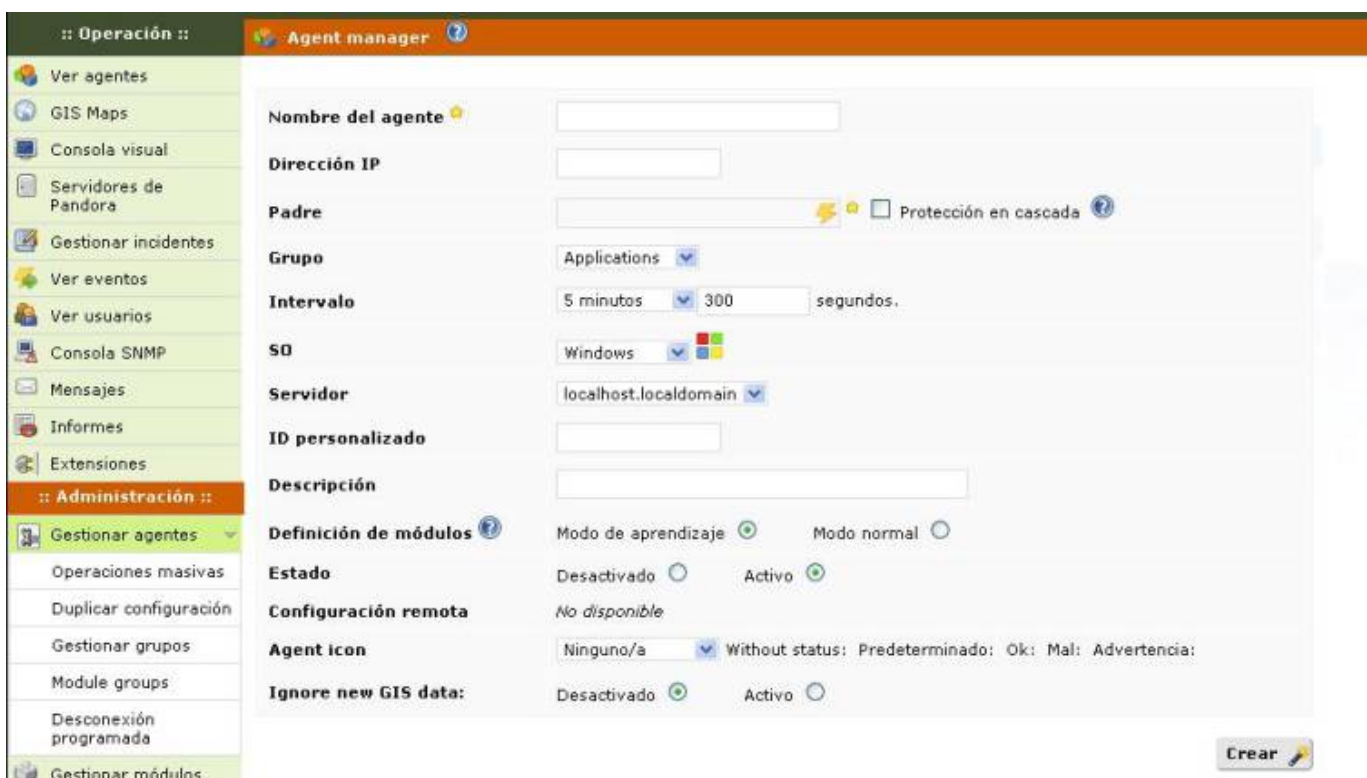 :: Operación ::
Ver agentes
GIS Maps
Consola visual
Servidores de
Pandora
Gestionar incidentes
Ver eventos
Ver usuarios
Consola SNMP
Mensajes
Informes
Extensiones
:: Administración ::
Gestionar agentes
Operaciones masivas
Duplicar configuración
Gestionar grupos
Module groups
Desconexión
programada
Gestionar módulos
Agent manager
Nombre del agente
Dirección IP
Padre Protección en cascada
Grupo Applications
Intervalo 5 minutos 300 segundos.
SO Windows
Servidor localhost.localdomain
ID personalizado
Descripción
Definición de módulos Modo de aprendizaje Modo normal
Estado Desactivado Activo
Configuración remota No disponible
Agent icon Ninguno/a Without status: Predeterminado: Ok: Mal: Advertencia:
Ignore new GIS data: Desactivado Activo
Crear